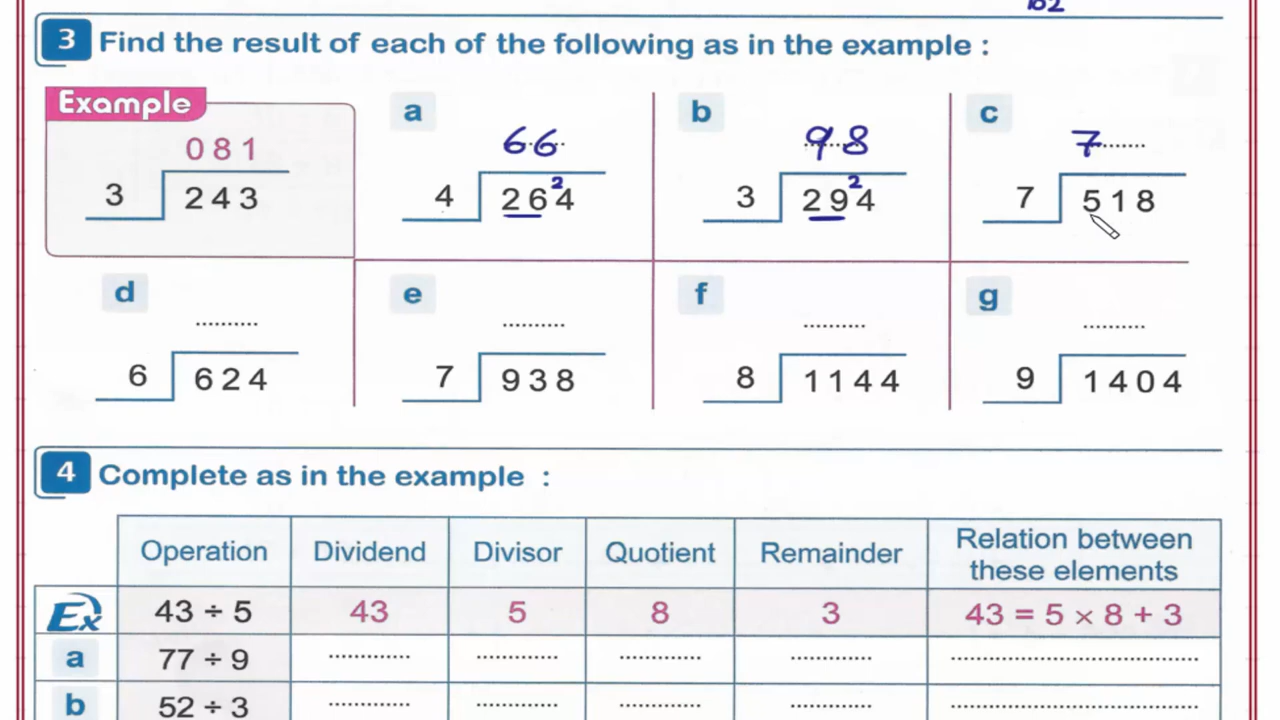 162
3 Find the result of each of the following as in the example :
Example
081
3 243
a
66
4 26²4
b
98
3 29²4
c
7........
7 518
d
..........
6 624
e
..........
7 938
f
..........
8 1144
g
..........
9 1404
4 Complete as in the example :
Operation Dividend Divisor Quotient Remainder Relation between these elements
Ex 43 ÷ 5 43 5 8 3 43 = 5 × 8 + 3
a 77 ÷ 9 ............. ............. ............. ............. .......................................
b 52 ÷ 3 ............. ............. ............. ............. .......................................